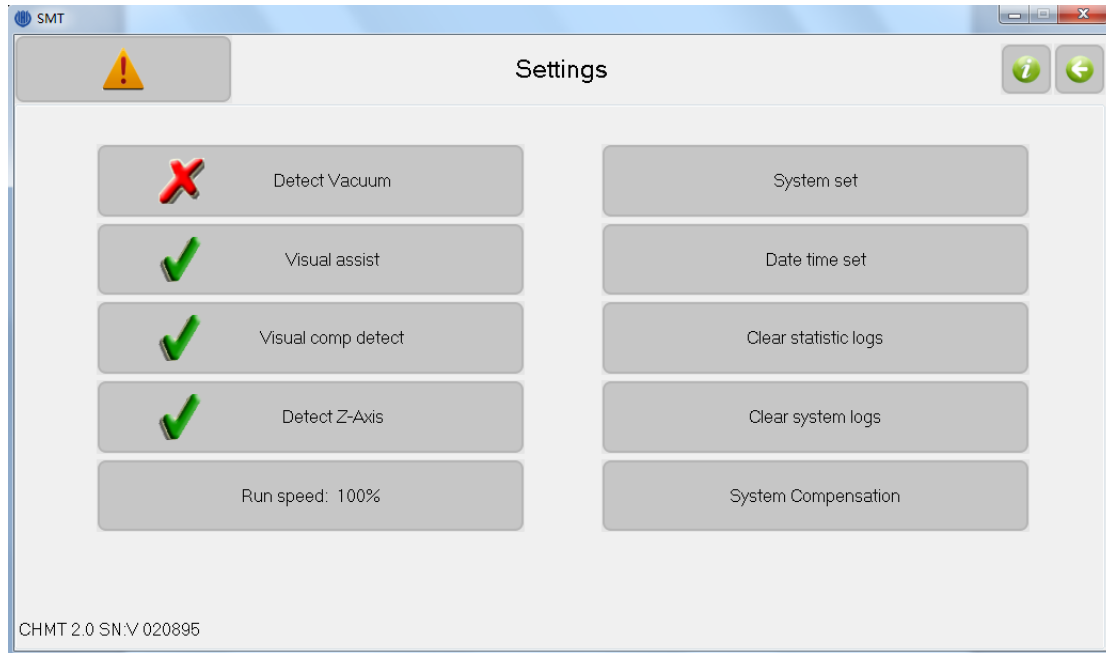 SMT
Settings
Detect Vacuum
System set
Visual assist
Date time set
Visual comp detect
Clear statistic logs
Detect Z-Axis
Clear system logs
Run speed: 100%
System Compensation
CHMT 2.0 SN:V 020895